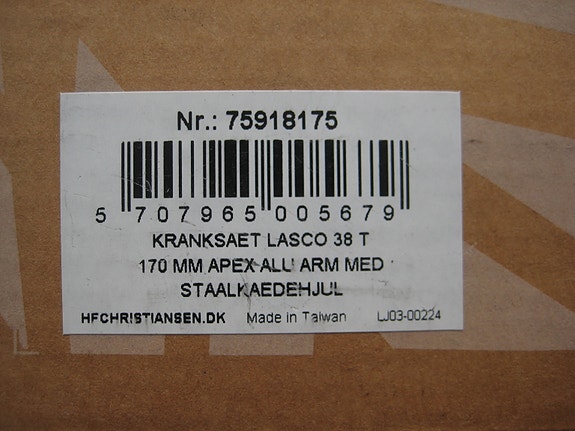 Nr.: 75918175
5 707965 005679
KRANKSAET LASCO 38 T
170 MM APEX ALU ARM MED
STAALKAEDEHJUL
HFCHRISTIANSEN.DK Made in Taiwan LJ03-00224